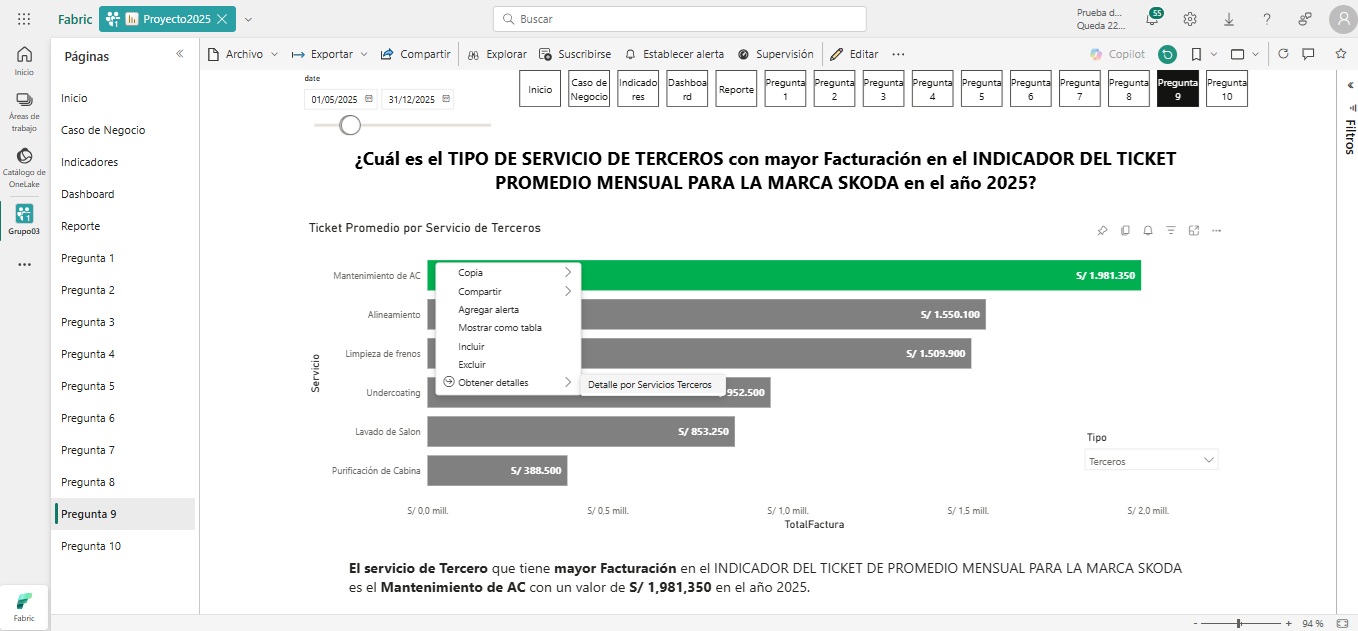 Fabric
Proyecto2025
Buscar
Prueba d...
Queda 22...
55
Inicio
Áreas de
trabajo
Catálogo de
OneLake
Grupo03
Fabric
Páginas
Inicio
Caso de Negocio
Indicadores
Dashboard
Reporte
Pregunta 1
Pregunta 2
Pregunta 3
Pregunta 4
Pregunta 5
Pregunta 6
Pregunta 7
Pregunta 8
Pregunta 9
Pregunta 10
Archivo
Exportar
Compartir
Explorar
Suscribirse
Establecer alerta
Supervisión
Editar
Copilot
date
01/05/2025
31/12/2025
Inicio
Caso de
Negocio
Indicado
res
Dashboa
rd
Reporte
Pregunta
1
Pregunta
2
Pregunta
3
Pregunta
4
Pregunta
5
Pregunta
6
Pregunta
7
Pregunta
8
Pregunta
9
Pregunta
10
Filtros
¿Cuál es el TIPO DE SERVICIO DE TERCEROS con mayor Facturación en el INDICADOR DEL TICKET
PROMEDIO MENSUAL PARA LA MARCA SKODA en el año 2025?
Ticket Promedio por Servicio de Terceros
Servicio
Mantenimiento de AC
S/ 1.981.350
Alineamiento
S/ 1.550.100
Limpieza de frenos
S/ 1.509.900
Undercoating
952.500
Lavado de Salon
S/ 853.250
Purificación de Cabina
S/ 388.500
Copia
Compartir
Agregar alerta
Mostrar como tabla
Incluir
Excluir
Obtener detalles
Detalle por Servicios Terceros
Tipo
Terceros
S/ 0,0 mill.
S/ 0,5 mill.
S/ 1,0 mill.
S/ 1,5 mill.
S/ 2,0 mill.
TotalFactura
El servicio de Tercero que tiene mayor Facturación en el INDICADOR DEL TICKET DE PROMEDIO MENSUAL PARA LA MARCA SKODA
es el Mantenimiento de AC con un valor de S/ 1,981,350 en el año 2025.
94 %